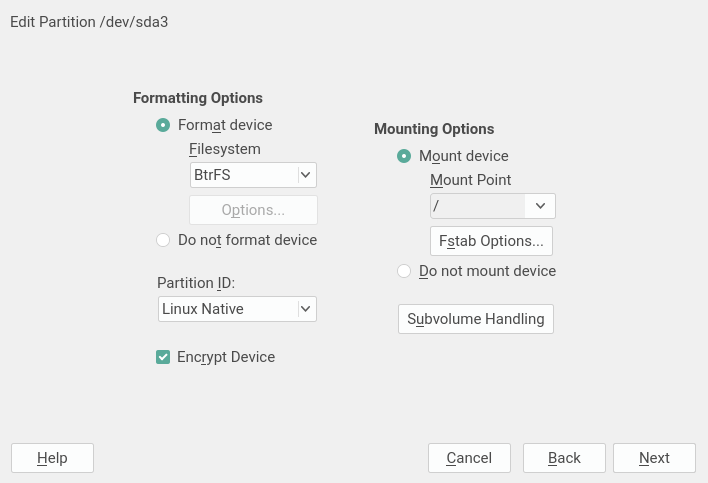 Edit Partition /dev/sda3
Formatting Options
Format device
Filesystem
BtrFS
Options...
Do not format device
Partition ID:
Linux Native
Encrypt Device
Mounting Options
Mount device
Mount Point
/
Fstab Options...
Do not mount device
Subvolume Handling
Help
Cancel
Back
Next